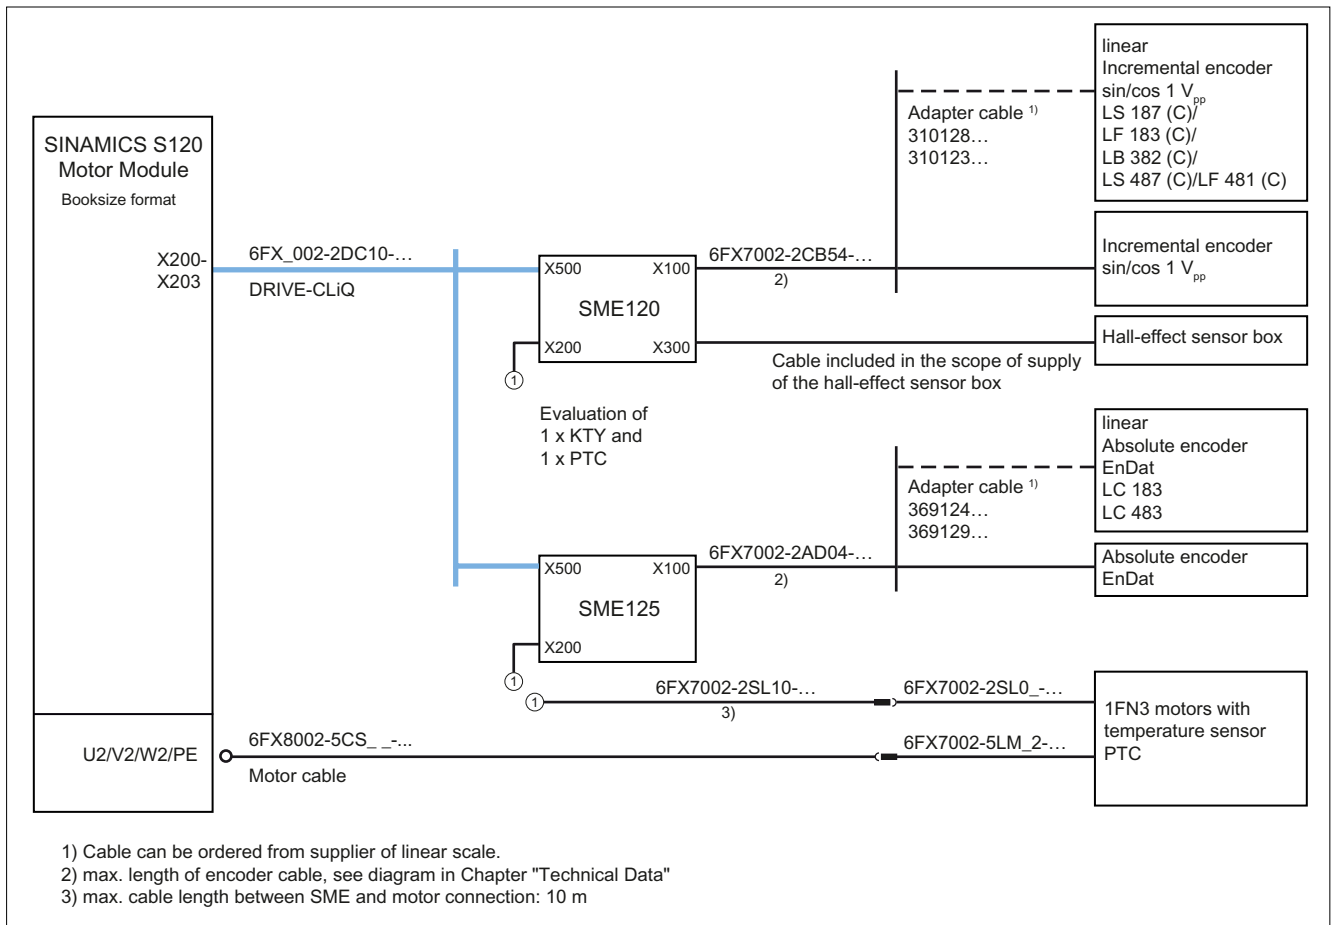 SINAMICS S120
Motor Module
Booksize format
X200-
X203
6FX_002-2DC10-...
DRIVE-CLiQ
X500
X100
SME120
X200
X300
1
Evaluation of
1 x KTY and
1 x PTC
6FX7002-2CB54-...
2)
Adapter cable 1)
310128...
310123...
linear
Incremental encoder
sin/cos 1 Vpp
LS 187 (C)/
LF 183 (C)/
LB 382 (C)/
LS 487 (C)/LF 481 (C)
Incremental encoder
sin/cos 1 Vpp
Hall-effect sensor box
Cable included in the scope of supply
of the hall-effect sensor box
X500
X100
SME125
X200
1
6FX7002-2AD04-...
2)
Adapter cable 1)
369124...
369129...
linear
Absolute encoder
EnDat
LC 183
LC 483
Absolute encoder
EnDat
1
6FX7002-2SL10-...
3)
6FX7002-2SL0_-...
1FN3 motors with
temperature sensor
PTC
U2/V2/W2/PE
6FX8002-5CS_ _-...
Motor cable
6FX7002-5LM_2-...
1) Cable can be ordered from supplier of linear scale.
2) max. length of encoder cable, see diagram in Chapter "Technical Data"
3) max. cable length between SME and motor connection: 10 m